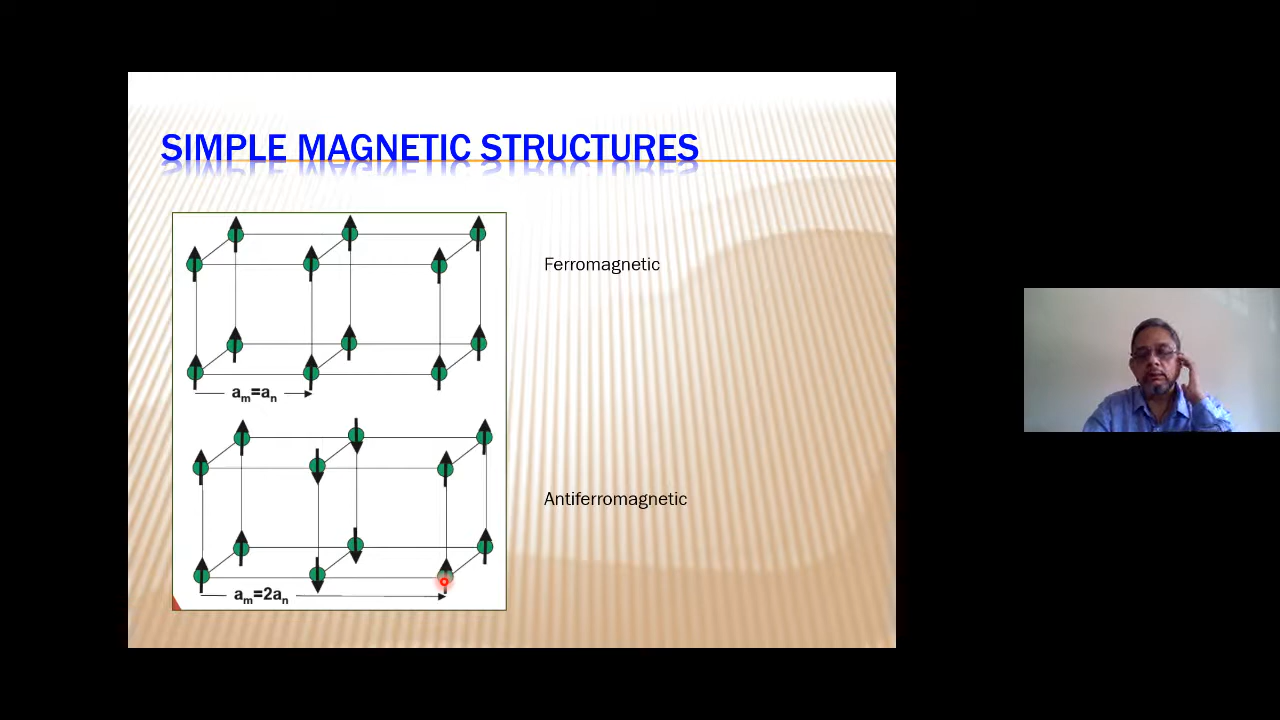 SIMPLE MAGNETIC STRUCTURES
Ferromagnetic
am=an
Antiferromagnetic
am=2an